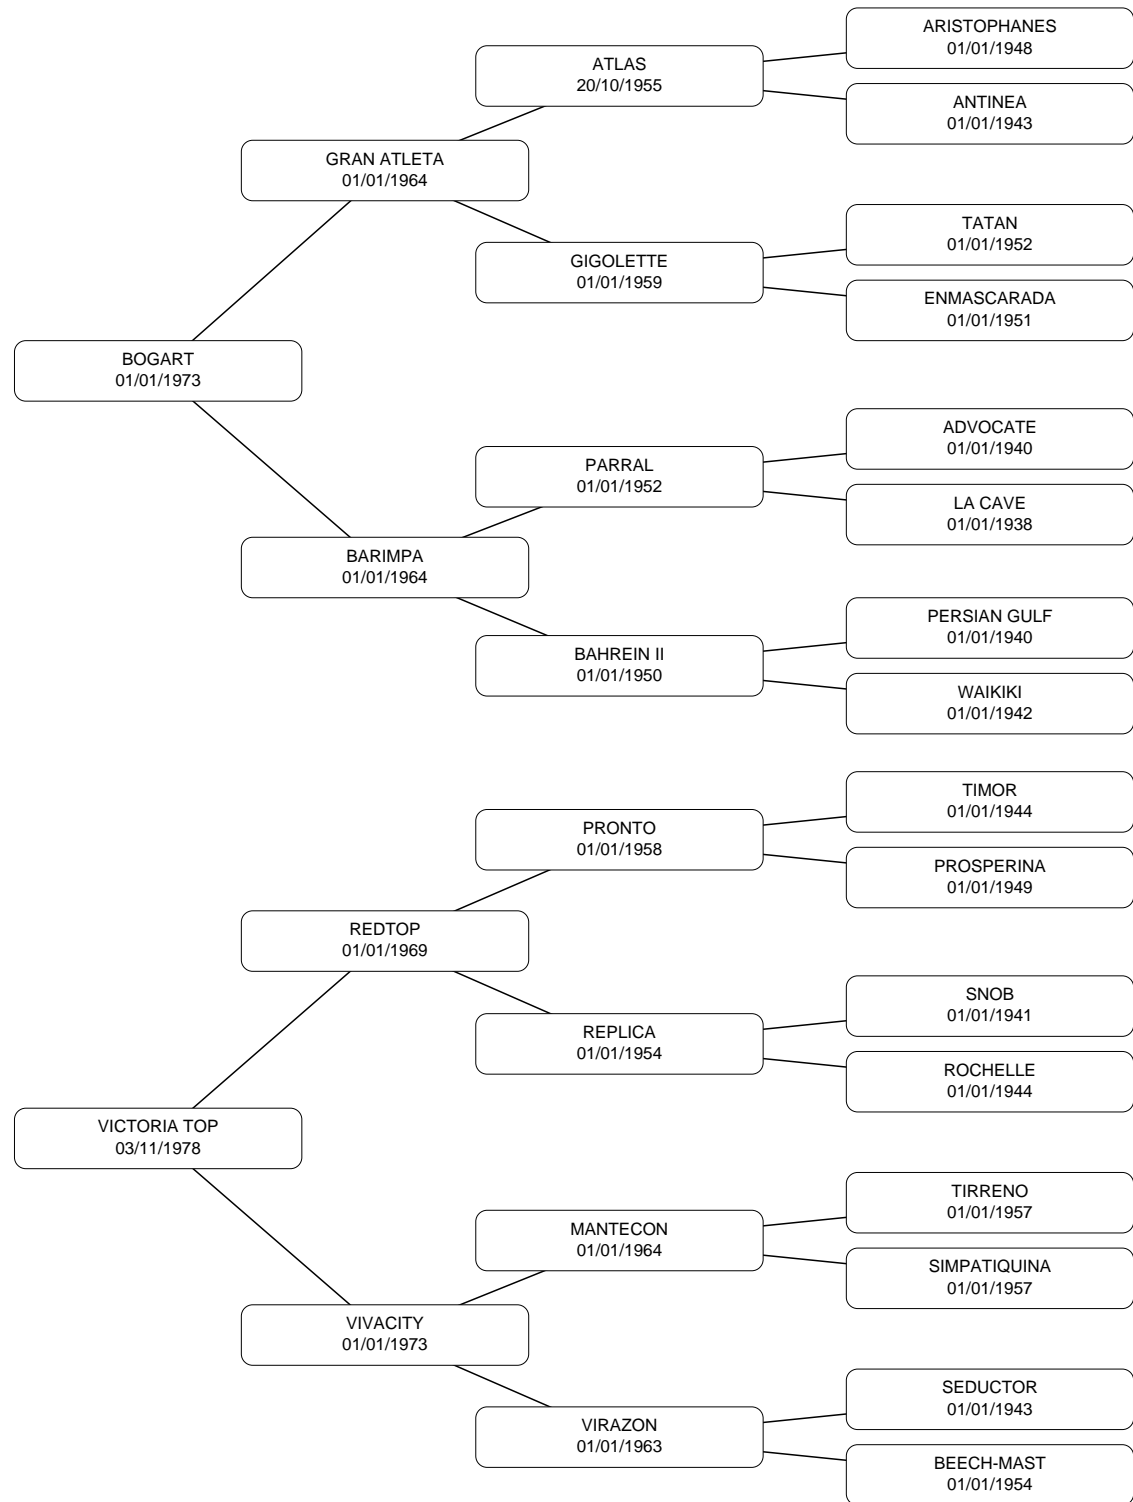 ARISTOPHANES
01/01/1948
ATLAS
20/10/1955
ANTINEA
01/01/1943
GRAN ATLETA
01/01/1964
TATAN
01/01/1952
GIGOLETTE
01/01/1959
ENMASCARADA
01/01/1951
BOGART
01/01/1973
ADVOCATE
01/01/1940
PARRAL
01/01/1952
LA CAVE
01/01/1938
BARIMPA
01/01/1964
PERSIAN GULF
01/01/1940
BAHREIN II
01/01/1950
WAIKIKI
01/01/1942
TIMOR
01/01/1944
PRONTO
01/01/1958
PROSPERINA
01/01/1949
REDTOP
01/01/1969
SNOB
01/01/1941
REPLICA
01/01/1954
ROCHELLE
01/01/1944
VICTORIA TOP
03/11/1978
TIRRENO
01/01/1957
MANTECON
01/01/1964
SIMPATIQUINA
01/01/1957
VIVACITY
01/01/1973
SEDUCTOR
01/01/1943
VIRAZON
01/01/1963
BEECH-MAST
01/01/1954